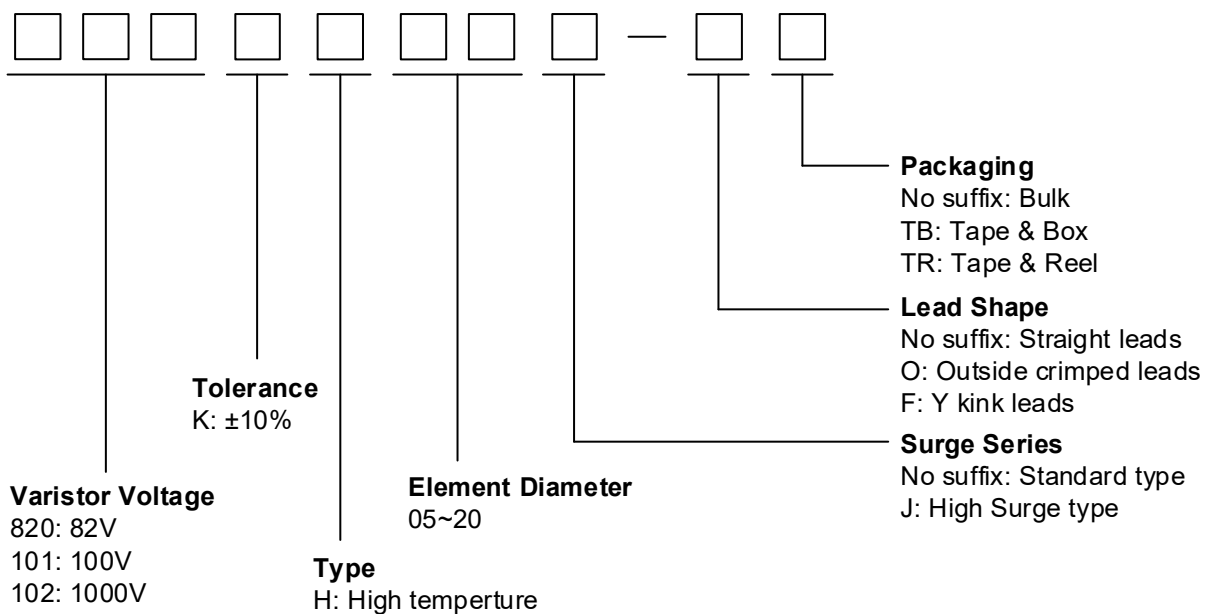 Packaging
No suffix: Bulk
TB: Tape & Box
TR: Tape & Reel
Lead Shape
No suffix: Straight leads
O: Outside crimped leads
F: Y kink leads
Surge Series
No suffix: Standard type
J: High Surge type
Tolerance
K: ±10%
Element Diameter
05~20
Varistor Voltage
820: 82V
101: 100V
102: 1000V
Type
H: High temperture